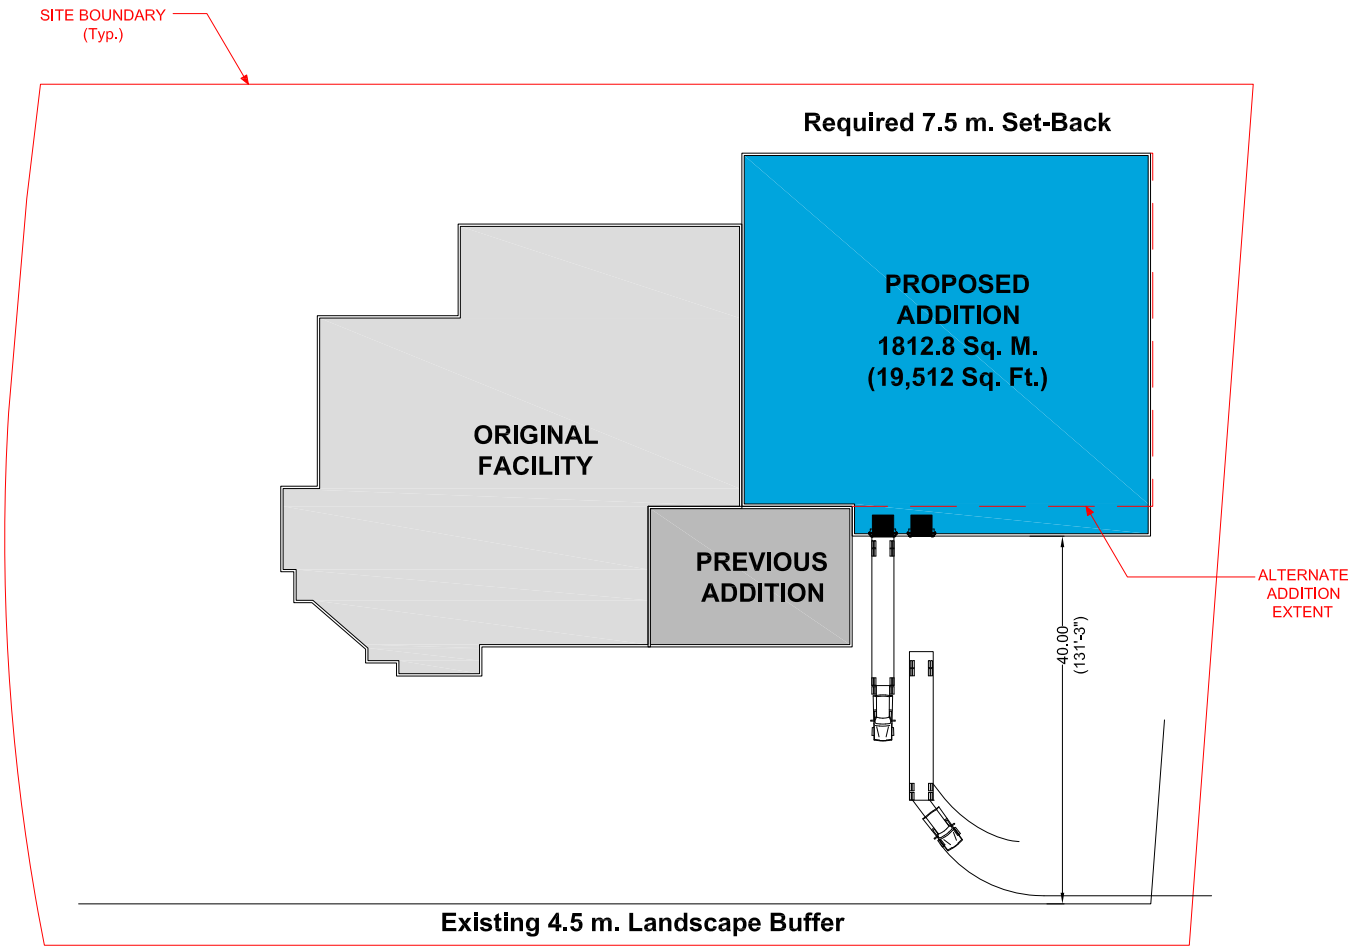 SITE BOUNDARY
(Typ.)
Required 7.5 m. Set-Back
PROPOSED
ADDITION
1812.8 Sq. M.
(19,512 Sq. Ft.)
ORIGINAL
FACILITY
PREVIOUS
ADDITION
ALTERNATE
ADDITION
EXTENT
40.00
(131'-3")
Existing 4.5 m. Landscape Buffer